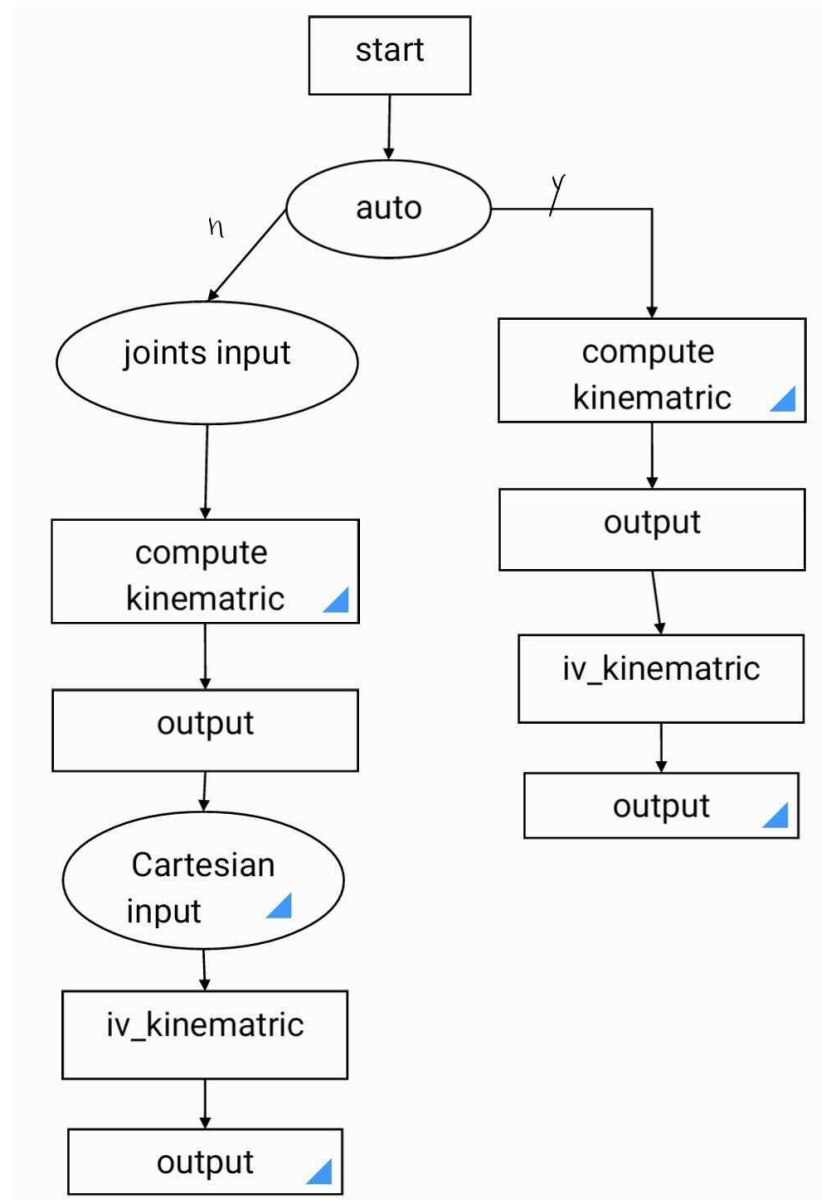 start
auto
n
y
joints input
compute
kinematric
output
Cartesian
input
iv_kinematric
output
compute
kinematric
output
iv_kinematric
output